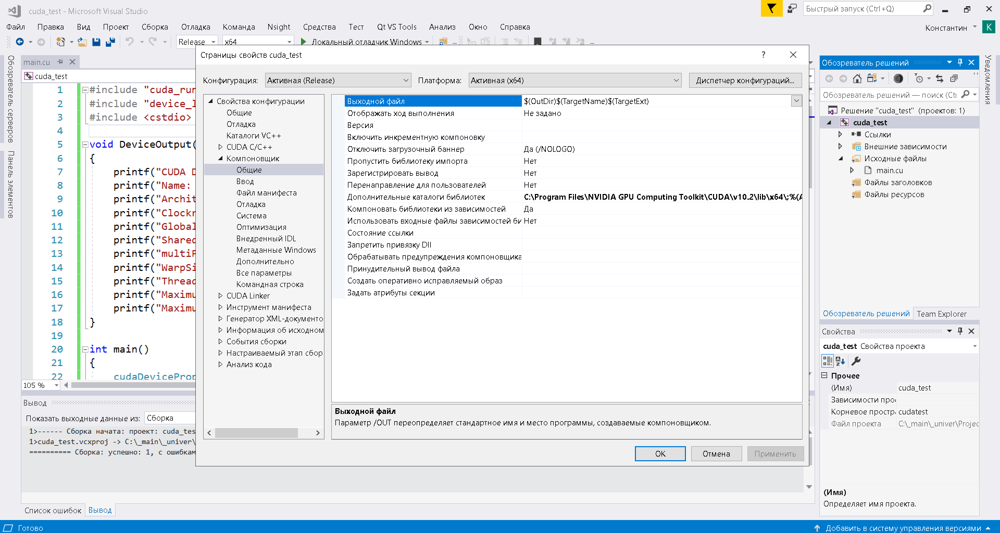 cuda_test - Microsoft Visual Studio
Быстрый запуск (Ctrl+Q)
Файл Правка Вид Проект Сборка Отладка Команда Nsight Средства Тест Qt VS Tools Анализ Окно Справка
Константин K
Release x64 Локальный отладчик Windows
Обозреватель серверов
Панель элементов
main.cu
cuda_test
1 #include "cuda_run
2 #include "device_l
3 #include <cstdio>
4
5 void DeviceOutput(
6 {
7 printf("CUDA D
8 printf("Name:
9 printf("Archit
10 printf("Clockr
11 printf("Global
12 printf("Shared
13 printf("multiP
14 printf("WarpSi
15 printf("Thread
16 printf("Maximu
17 printf("Maximu
18 }
19
20 int main()
21 {
22 cudaDeviceProp
105 %
Вывод
Показать выходные данные из: Сборка
1>------ Сборка начата: проект: cuda_tes
1>cuda_test.vcxproj -> C:\_main\_univer\
========== Сборка: успешно: 1, с ошибкам
Список ошибок Вывод
Готово
Добавить в систему управления версиями
Страницы свойств cuda_test
?
Конфигурация: Активная (Release) Платформа: Активная (x64) Диспетчер конфигураций...
Свойства конфигурации
Общие
Отладка
Каталоги VC++
CUDA C/C++
Компоновщик
Общие
Ввод
Файл манифеста
Отладка
Система
Оптимизация
Внедренный IDL
Метаданные Windows
Дополнительно
Все параметры
Командная строка
CUDA Linker
Инструмент манифеста
Генератор XML-документо
Информация об исходном
События сборки
Настраиваемый этап сбор
Анализ кода
Выходной файл $(OutDir)$(TargetName)$(TargetExt)
Отображать ход выполнения Не задано
Версия
Включить инкрементную компоновку
Отключить загрузочный баннер Да (/NOLOGO)
Пропустить библиотеку импорта Нет
Зарегистрировать вывод Нет
Перенаправление для пользователей Нет
Дополнительные каталоги библиотек C:\Program Files\NVIDIA GPU Computing Toolkit\CUDA\v10.2\lib\x64\;%(A
Компоновать библиотеки из зависимостей Да
Использовать входные файлы зависимостей би Нет
Состояние ссылки
Запретить привязку Dll
Обрабатывать предупреждения компоновщика
Принудительный вывод файла
Создать оперативно исправляемый образ
Задать атрибуты секции
Выходной файл
Параметр /OUT переопределяет стандартное имя и место программы, создаваемые компоновщиком.
ОК Отмена Применить
Обозреватель решений
Обозреватель решений — поиск (Ctr
Решение "cuda_test" (проектов: 1)
cuda_test
Ссылки
Внешние зависимости
Исходные файлы
main.cu
Файлы заголовков
Файлы ресурсов
Обозреватель решений Team Explorer
Свойства
cuda_test Свойства проекта
Прочее
(Имя) cuda_test
Зависимости про
Корневое простра cudatest
Файл проекта C:\_main\_univer\Projec
(Имя)
Определяет имя проекта.
Уведомления